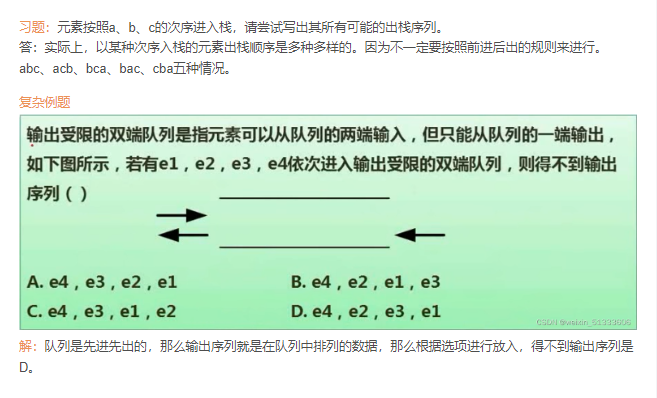 习题：元素按照a、b、c的次序进入栈，请尝试写出其所有可能的出栈序列。
答：实际上，以某种次序入栈的元素出栈顺序是多种多样的。因为不一定要按照前进后出的规则来进行。
abc、acb、bca、bac、cba五种情况。
复杂例题
输出受限的双端队列是指元素可以从队列的两端输入，但只能从队列的一端输出，
如下图所示，若有e1，e2，e3，e4依次进入输出受限的双端队列，则得不到输出
序列（ ）
A. e4，e3，e2，e1 B. e4，e2，e1，e3
C. e4，e3，e1，e2 D. e4，e2，e3，e1
CSDN @weixin_61333906
解：队列是先进先出的，那么输出序列就是在队列中排列的数据，那么根据选项进行放入，得不到输出序列是
D。